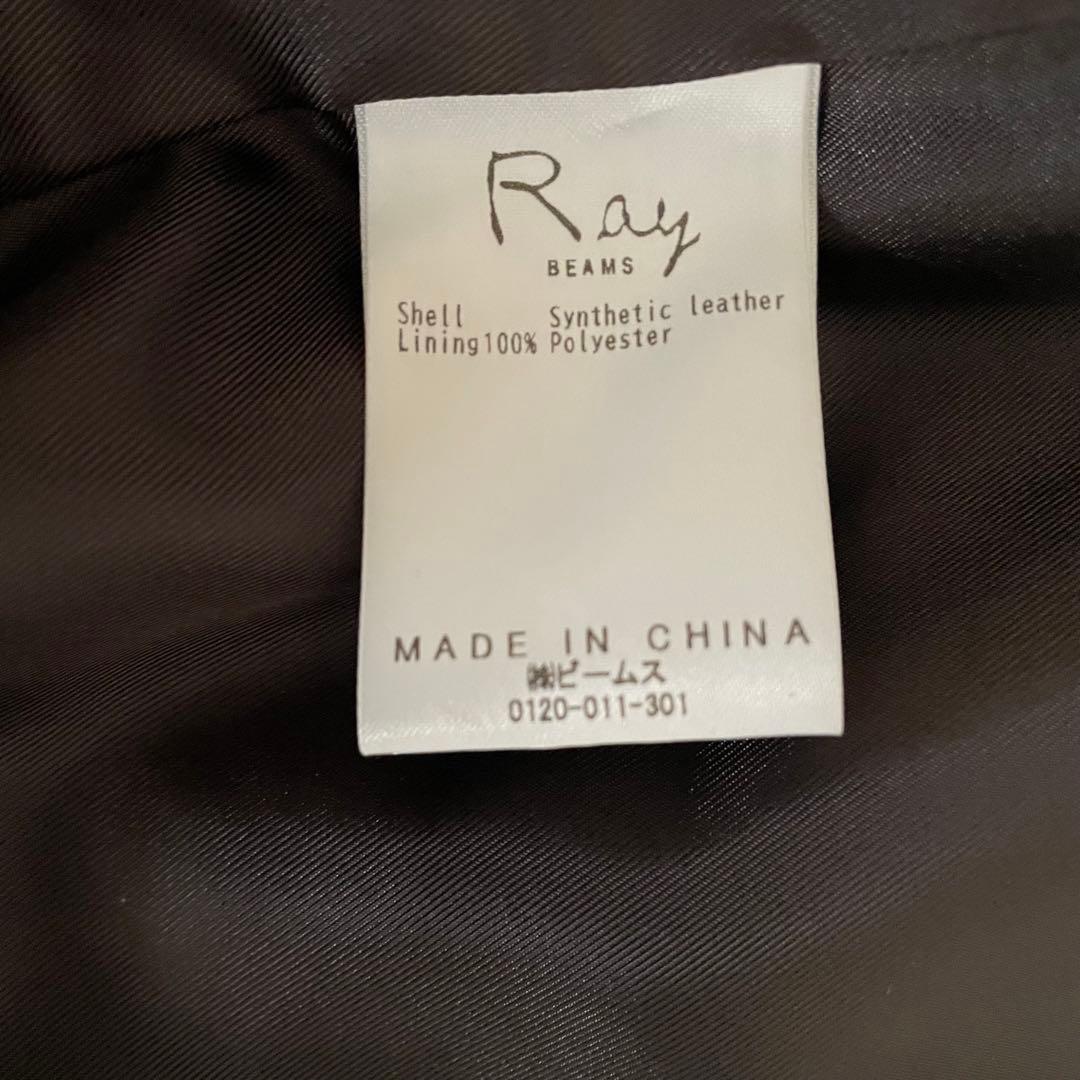 Ray
BEAMS
Shell Synthetic leather
Lining100% Polyester
MADE IN CHINA
㈱ビームス
0120-011-301